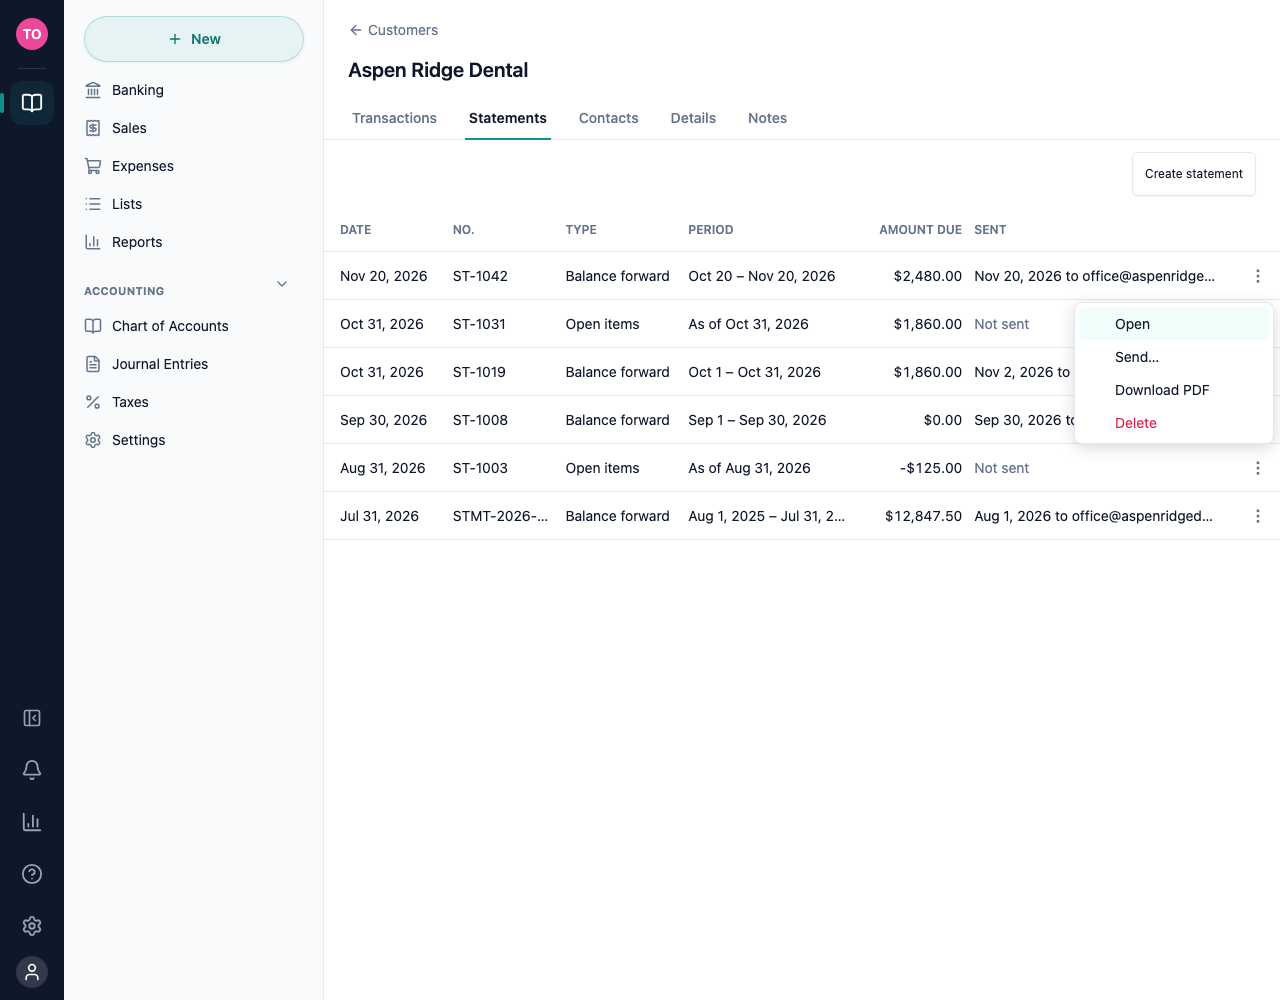 TO
New
Banking
Sales
Expenses
Lists
Reports
ACCOUNTING
Chart of Accounts
Journal Entries
Taxes
Settings
Customers
Aspen Ridge Dental
Transactions Statements Contacts Details Notes
Create statement
DATE NO. TYPE PERIOD AMOUNT DUE SENT
Nov 20, 2026 ST-1042 Balance forward Oct 20 – Nov 20, 2026 $2,480.00 Nov 20, 2026 to office@aspenridge...
Oct 31, 2026 ST-1031 Open items As of Oct 31, 2026 $1,860.00 Not sent
Oct 31, 2026 ST-1019 Balance forward Oct 1 – Oct 31, 2026 $1,860.00 Nov 2, 2026 to
Sep 30, 2026 ST-1008 Balance forward Sep 1 – Sep 30, 2026 $0.00 Sep 30, 2026 to
Aug 31, 2026 ST-1003 Open items As of Aug 31, 2026 -$125.00 Not sent
Jul 31, 2026 STMT-2026-... Balance forward Aug 1, 2025 – Jul 31, 2... $12,847.50 Aug 1, 2026 to office@aspenridged...
Open
Send...
Download PDF
Delete